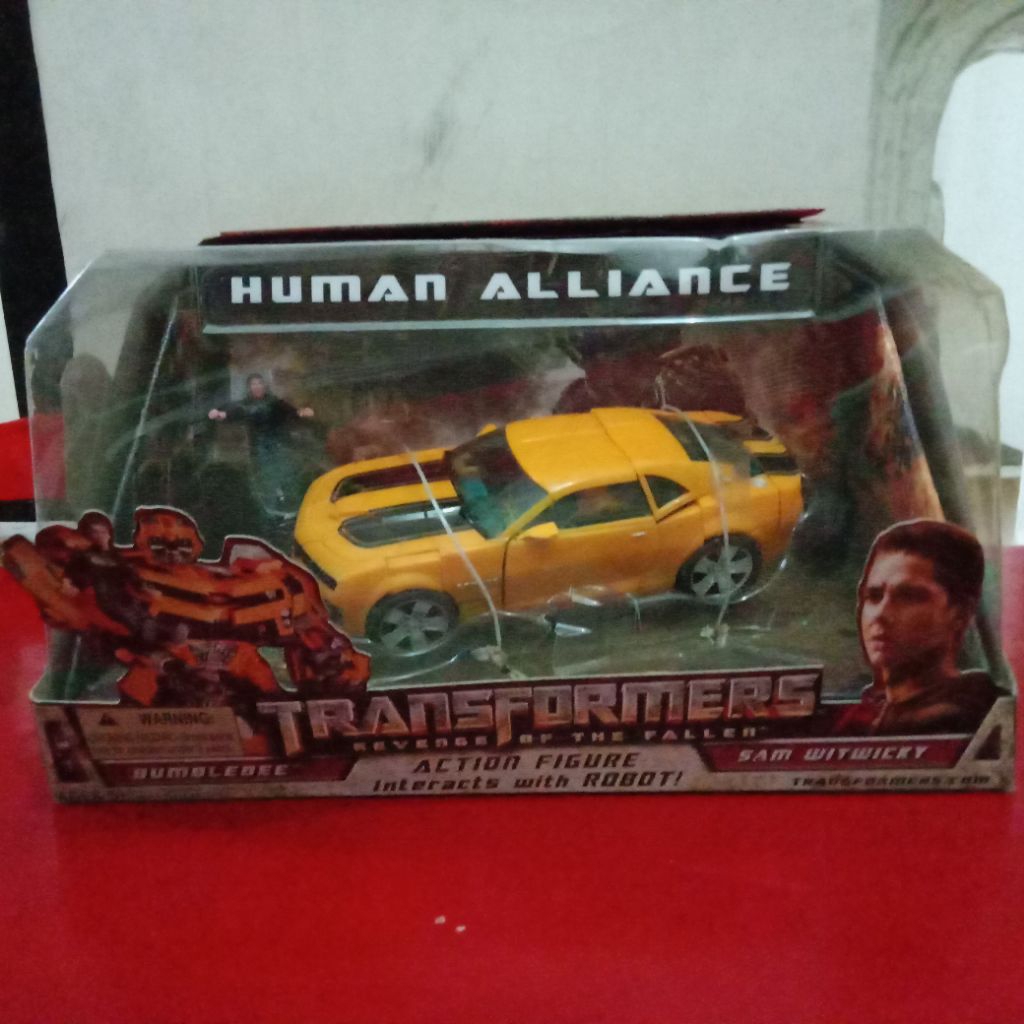 HUMAN ALLIANCE
TRANSFORMERS
REVENGE OF THE FALLEN
WARNING:
BUMBLEBEE
ACTION FIGURE
interacts with ROBOT!
SAM WITWICKY
TRANSFORMERS.COM